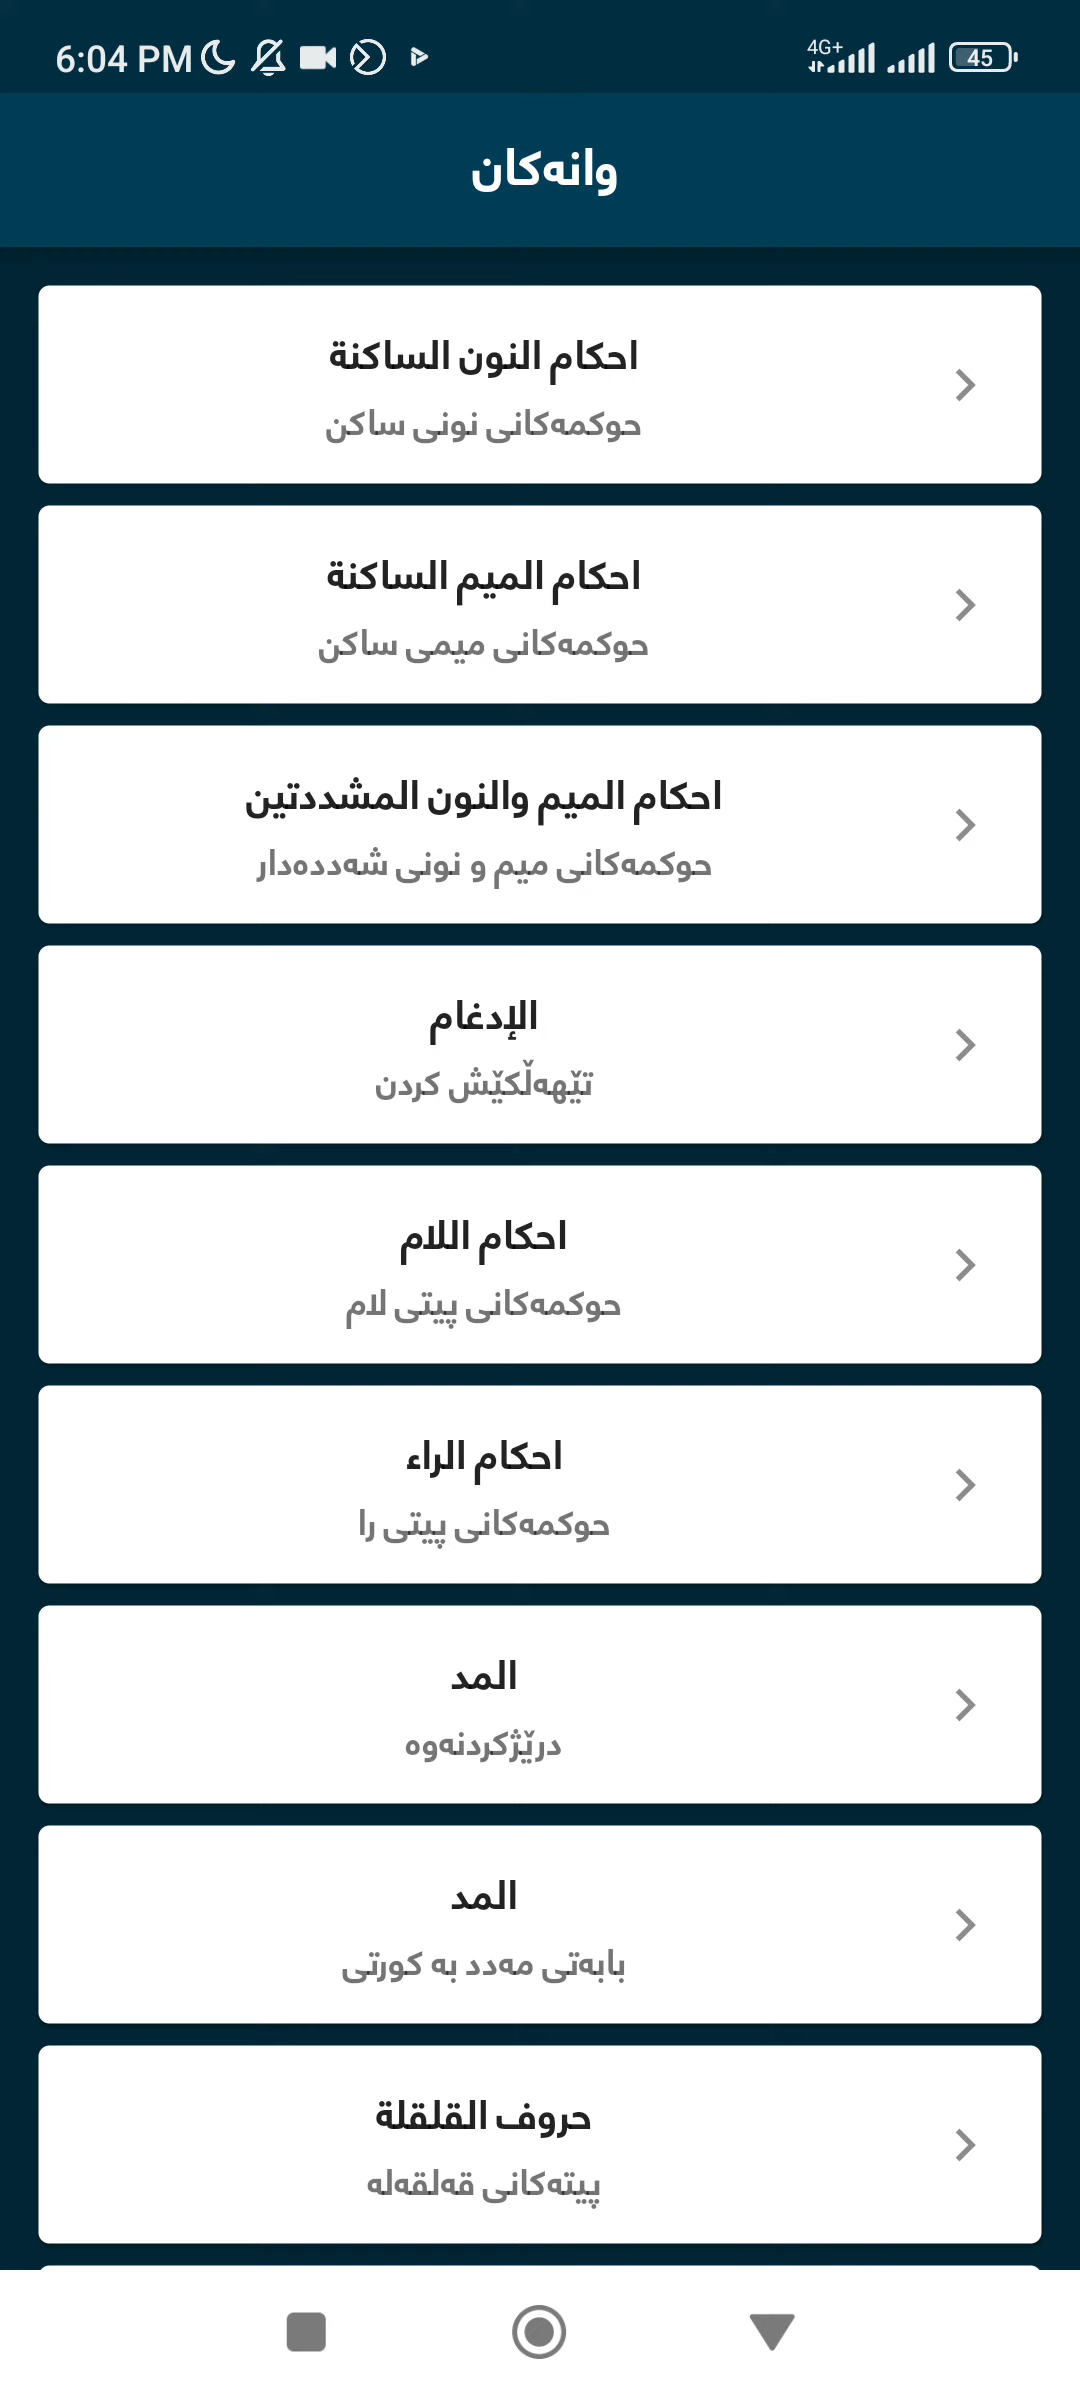 6:04 PM
4G+
45
وانەکان
احكام النون الساكنة
حوکمەکانی نونی ساکن
احكام الميم الساكنة
حوکمەکانی میمی ساکن
احكام الميم والنون المشددتين
حوکمەکانی میم و نونی شەددەدار
الإدغام
تێهەڵکێش کردن
احكام اللام
حوکمەکانی پیتی لام
احكام الراء
حوکمەکانی پیتی را
المد
درێژکردنەوە
المد
بابەتی مەدد بە کورتی
حروف القلقلة
پیتەکانی قەلقەلە